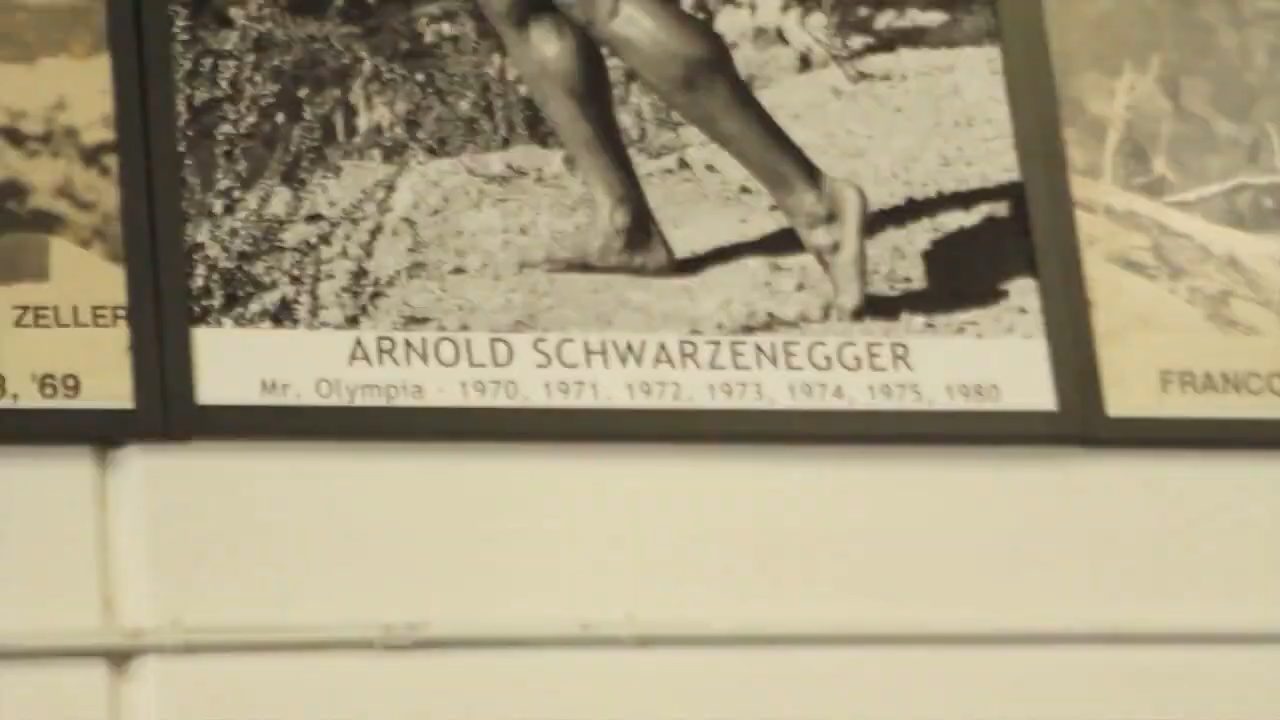 ZELLER
, '69
ARNOLD SCHWARZENEGGER
Mr. Olympia - 1970, 1971, 1972, 1973, 1974, 1975, 1980
FRANCO